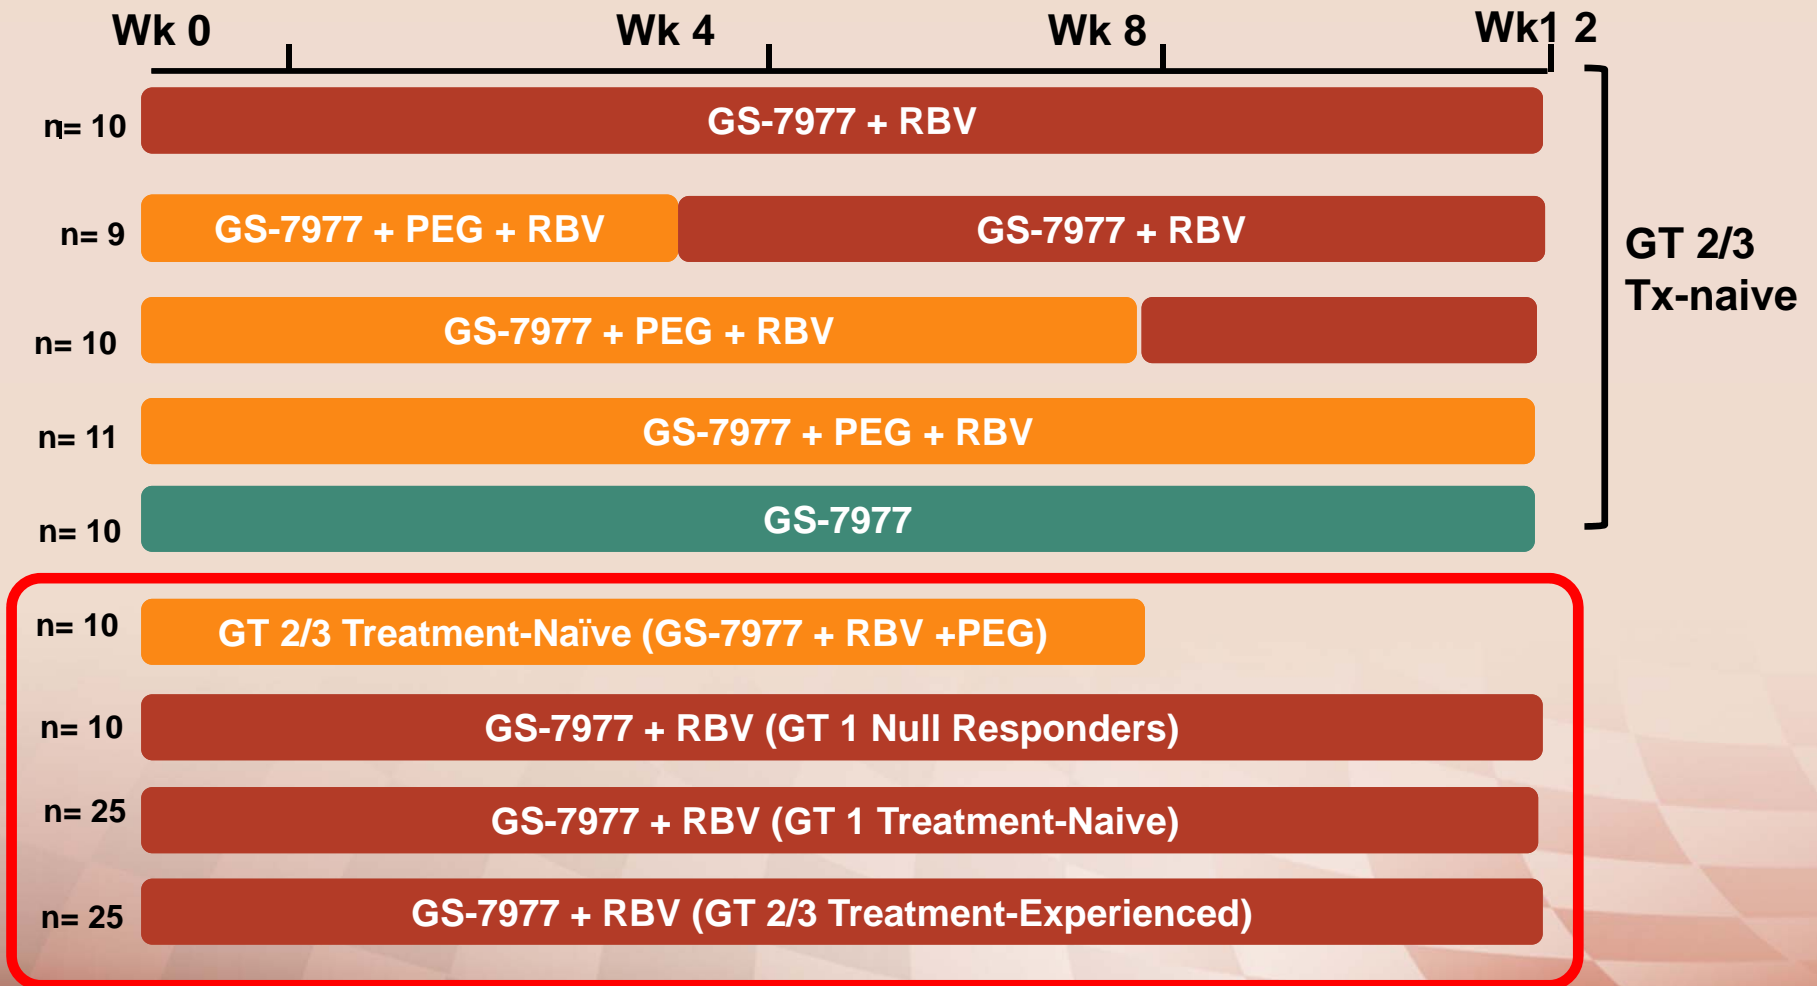 Wk 0 Wk 4 Wk 8 Wk1 2
n= 10 GS-7977 + RBV
n= 9 GS-7977 + PEG + RBV GS-7977 + RBV
GT 2/3
Tx-naive
n= 10 GS-7977 + PEG + RBV
n= 11 GS-7977 + PEG + RBV
n= 10 GS-7977
n= 10 GT 2/3 Treatment-Naïve (GS-7977 + RBV +PEG)
n= 10 GS-7977 + RBV (GT 1 Null Responders)
n= 25 GS-7977 + RBV (GT 1 Treatment-Naive)
n= 25 GS-7977 + RBV (GT 2/3 Treatment-Experienced)